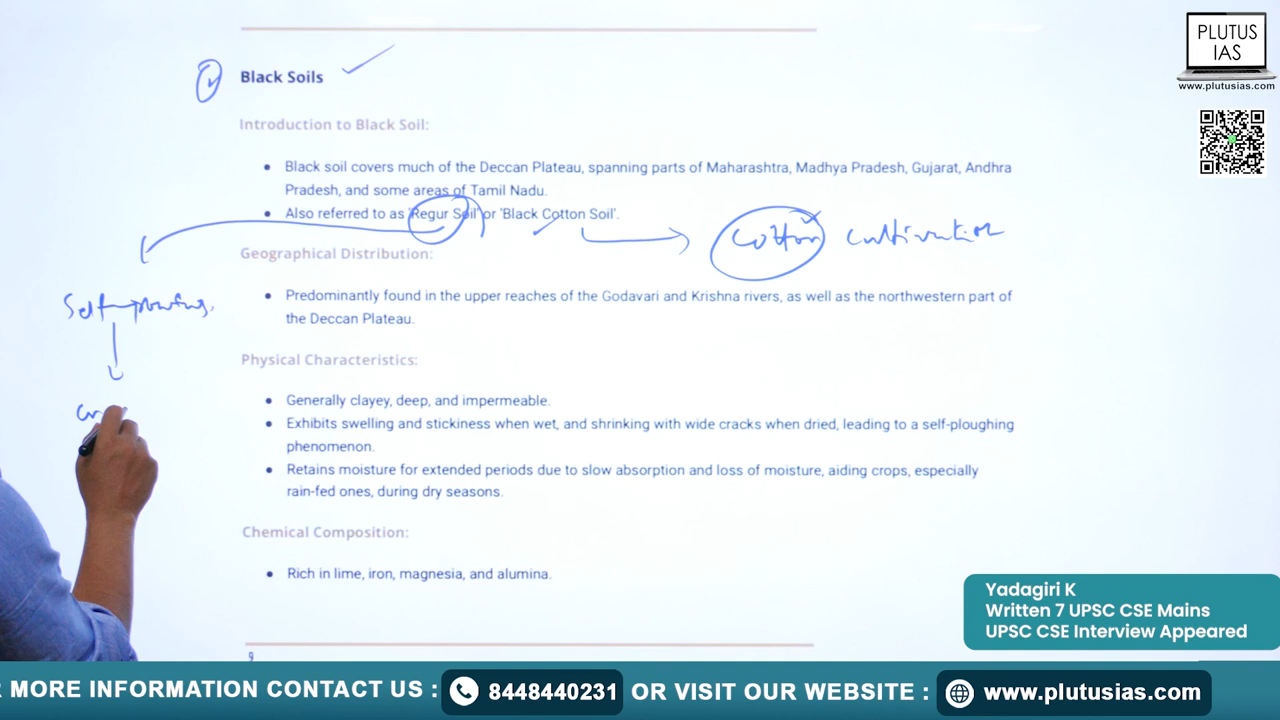 PLUTUS
IAS
www.plutusias.com
Black Soils
Introduction to Black Soil:
• Black soil covers much of the Deccan Plateau, spanning parts of Maharashtra, Madhya Pradesh, Gujarat, Andhra
Pradesh, and some areas of Tamil Nadu.
• Also referred to as 'Regur Soil' or 'Black Cotton Soil'.
Cotton cultivation
Geographical Distribution:
• Predominantly found in the upper reaches of the Godavari and Krishna rivers, as well as the northwestern part of
the Deccan Plateau.
Self
Physical Characteristics:
• Generally clayey, deep, and impermeable.
• Exhibits swelling and stickiness when wet, and shrinking with wide cracks when dried, leading to a self-ploughing
phenomenon.
• Retains moisture for extended periods due to slow absorption and loss of moisture, aiding crops, especially
rain-fed ones, during dry seasons.
Chemical Composition:
• Rich in lime, iron, magnesia, and alumina.
Yadagiri K
Written 7 UPSC CSE Mains
UPSC CSE Interview Appeared
MORE INFORMATION CONTACT US : 8448440231 OR VISIT OUR WEBSITE : www.plutusias.com